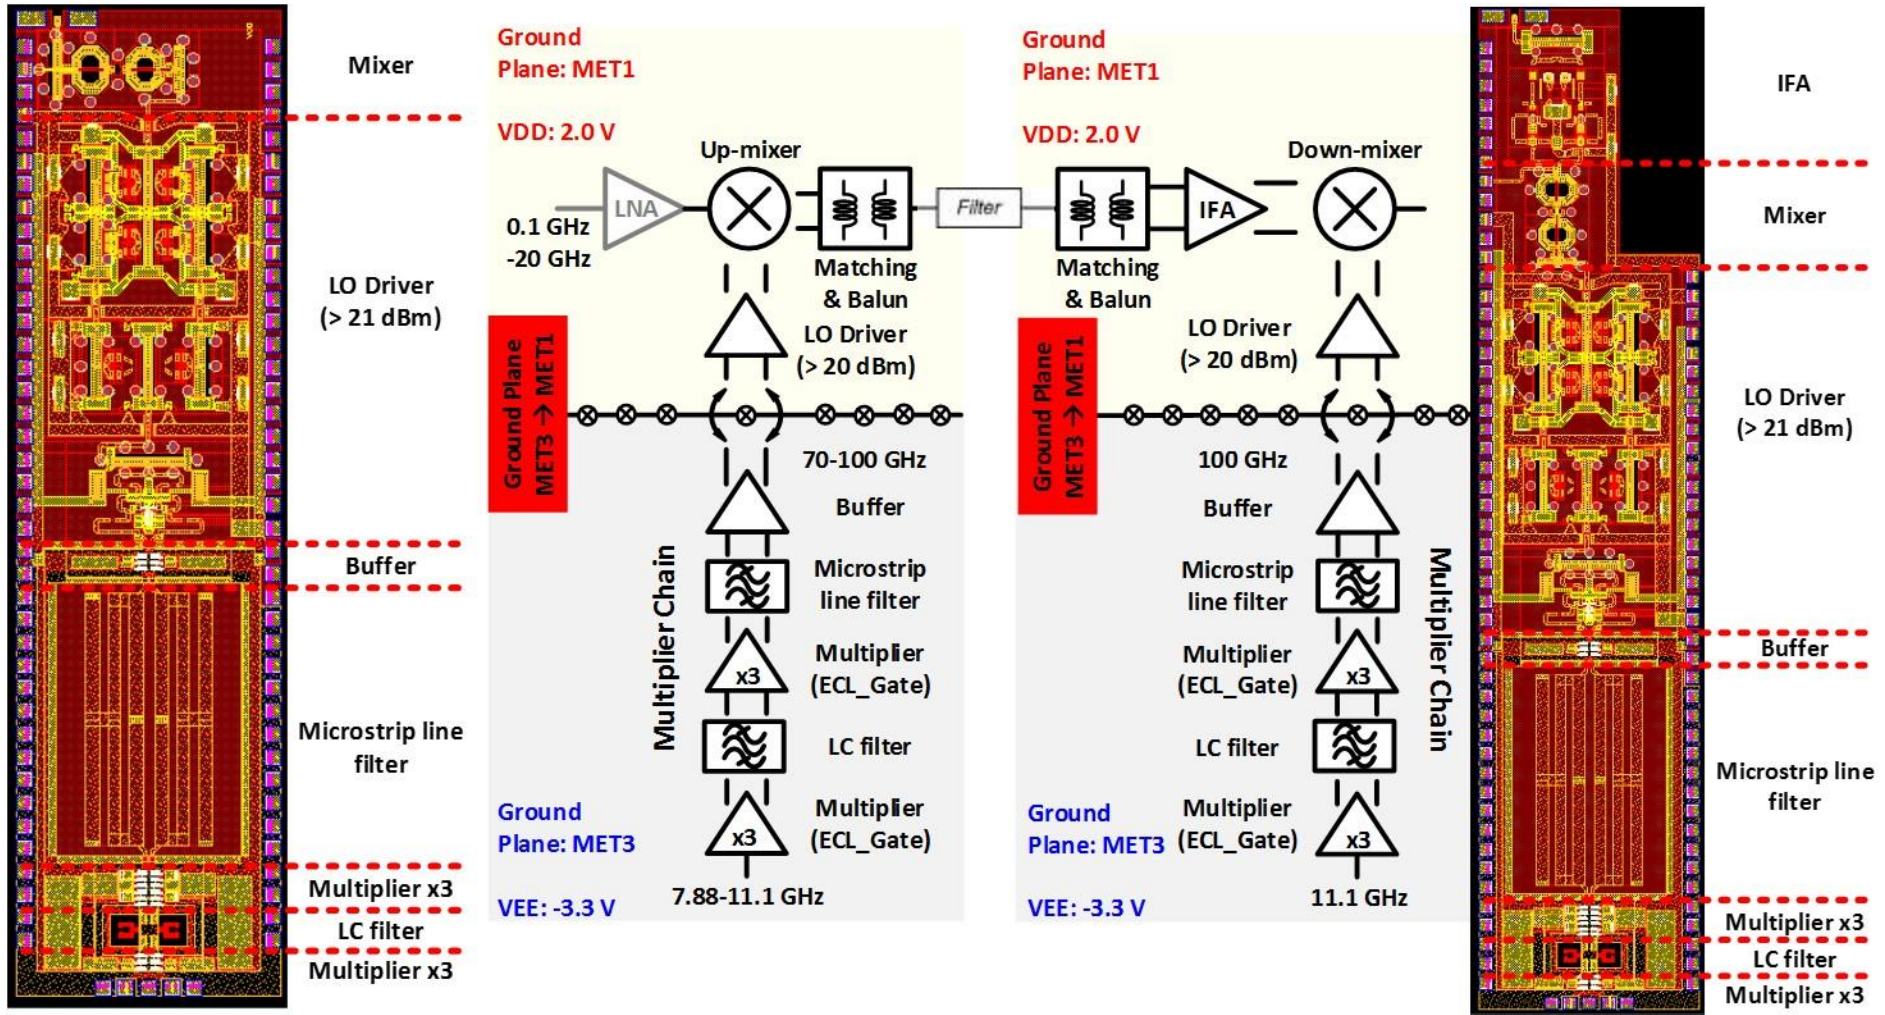 Mixer
LO Driver
(> 21 dBm)
Buffer
Microstrip line
filter
Multiplier x3
LC filter
Multiplier x3
Ground
Plane: MET1
VDD: 2.0 V
Up-mixer
LNA
0.1 GHz
-20 GHz
Matching
& Balun
Filter
LO Driver
(> 20 dBm)
Ground Plane
MET3 → MET1
70-100 GHz
Buffer
Multiplier Chain
Microstrip
line filter
x3
Multiplier
(ECL_Gate)
LC filter
x3
Multiplier
(ECL_Gate)
Ground
Plane: MET3
VEE: -3.3 V
7.88-11.1 GHz
Ground
Plane: MET1
VDD: 2.0 V
Down-mixer
IFA
Matching
& Balun
LO Driver
(> 20 dBm)
Ground Plane
MET3 → MET1
100 GHz
Buffer
Multiplier Chain
Microstrip
line filter
Multiplier
(ECL_Gate)
x3
LC filter
Multiplier
(ECL_Gate)
x3
Ground
Plane: MET3
VEE: -3.3 V
11.1 GHz
IFA
Mixer
LO Driver
(> 21 dBm)
Buffer
Microstrip line
filter
Multiplier x3
LC filter
Multiplier x3